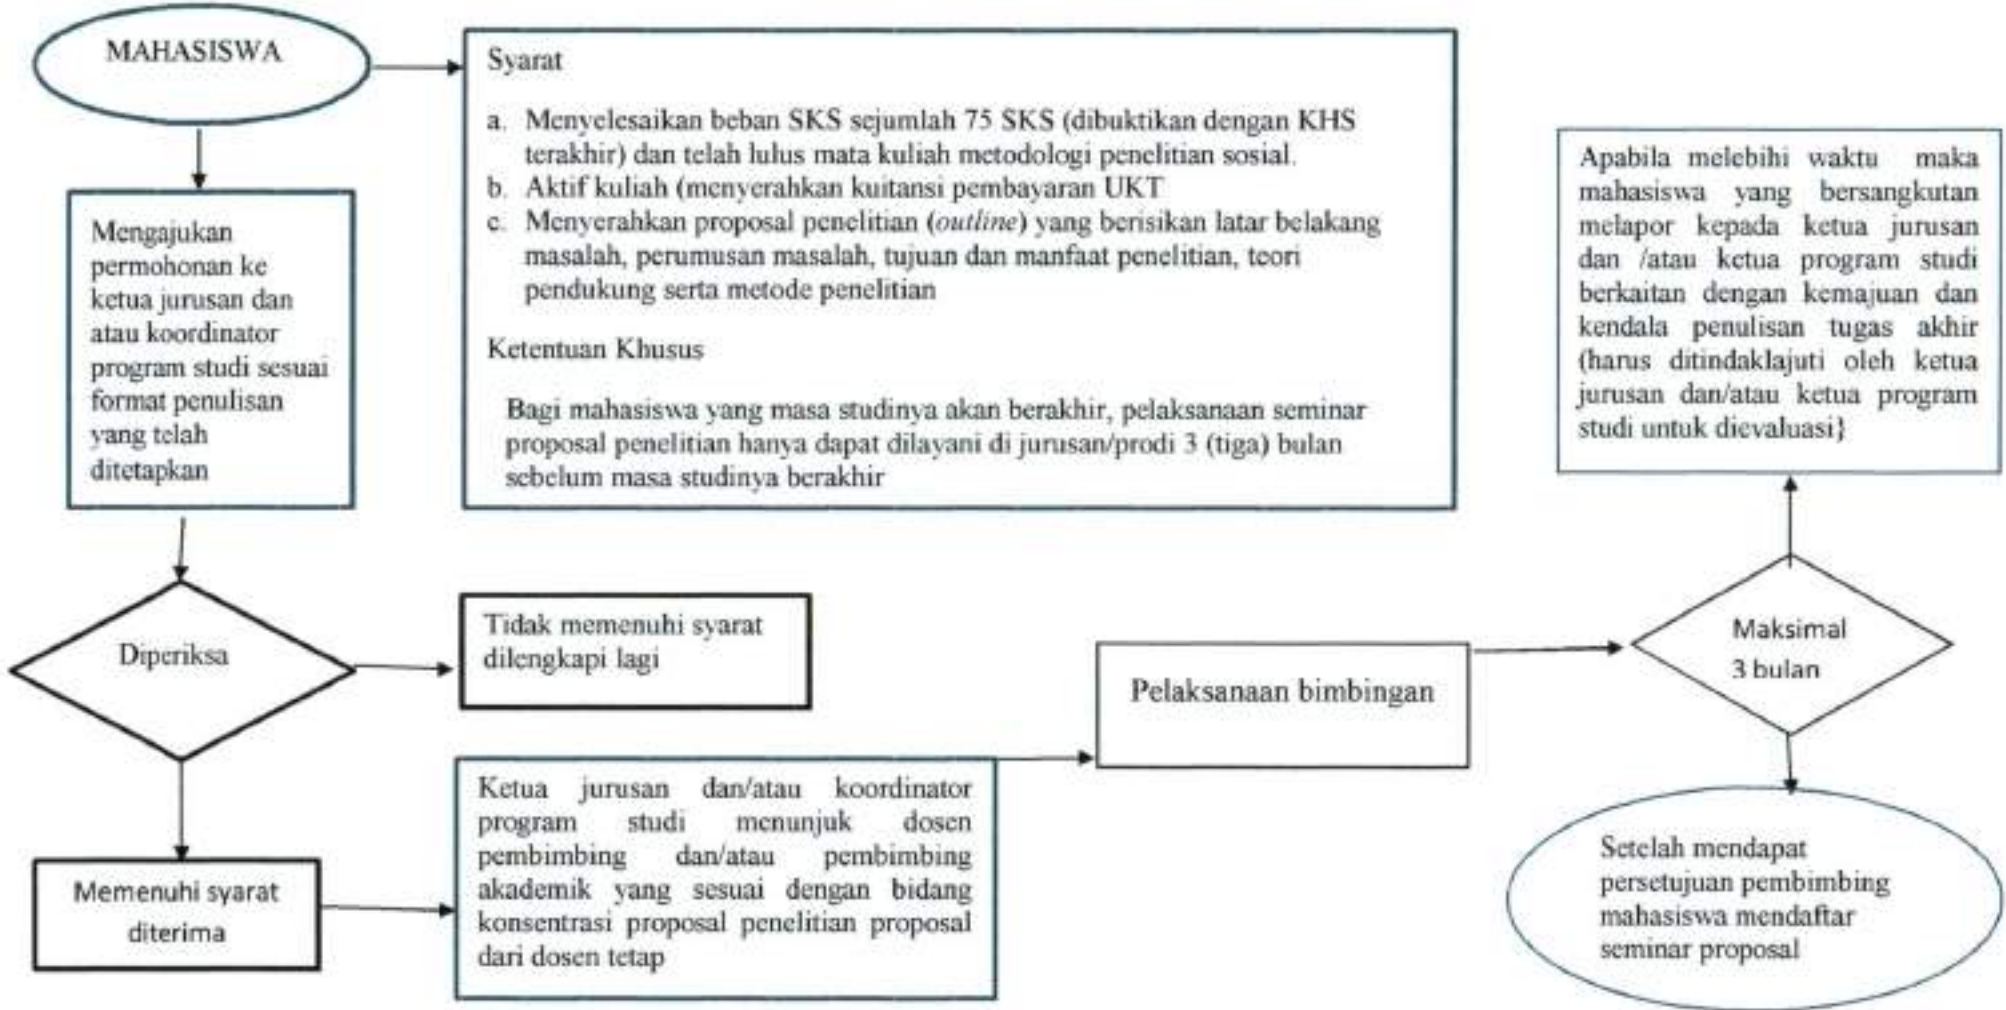 MAHASISWA
Syarat
a. Menyelesaikan beban SKS sejumlah 75 SKS (dibuktikan dengan KHS
terakhir) dan telah lulus mata kuliah metodologi penelitian sosial.
b. Aktif kuliah (menyerahkan kuitansi pembayaran UKT
c. Menyerahkan proposal penelitian (outline) yang berisikan latar belakang
masalah, perumusan masalah, tujuan dan manfaat penelitian, teori
pendukung serta metode penelitian
Ketentuan Khusus
Bagi mahasiswa yang masa studinya akan berakhir, pelaksanaan seminar
proposal penelitian hanya dapat dilayani di jurusan/prodi 3 (tiga) bulan
sebelum masa studinya berakhir
Mengajukan
permohonan ke
ketua jurusan dan
atau koordinator
program studi sesuai
format penulisan
yang telah
ditetapkan
Diperiksa
Tidak memenuhi syarat
dilengkapi lagi
Memenuhi syarat
diterima
Ketua jurusan dan/atau koordinator
program studi menunjuk dosen
pembimbing dan/atau pembimbing
akademik yang sesuai dengan bidang
konsentrasi proposal penelitian proposal
dari dosen tetap
Pelaksanaan bimbingan
Maksimal
3 bulan
Apabila melebihi waktu maka
mahasiswa yang bersangkutan
melapor kepada ketua jurusan
dan /atau ketua program studi
berkaitan dengan kemajuan dan
kendala penulisan tugas akhir
(harus ditindaklajuti oleh ketua
jurusan dan/atau ketua program
studi untuk dievaluasi}
Setelah mendapat
persetujuan pembimbing
mahasiswa mendaftar
seminar proposal